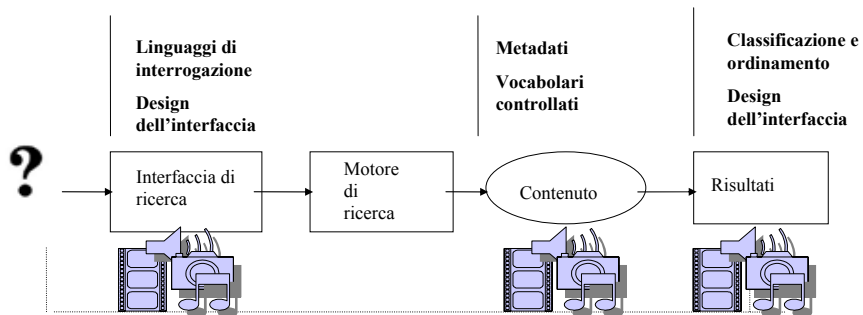 Linguaggi di
interrogazione
Design
dell'interfaccia
Metadati
Vocabolari
controllati
Classificazione e
ordinamento
Design
dell'interfaccia
?
Interfaccia di
ricerca
Motore
di
ricerca
Contenuto
Risultati